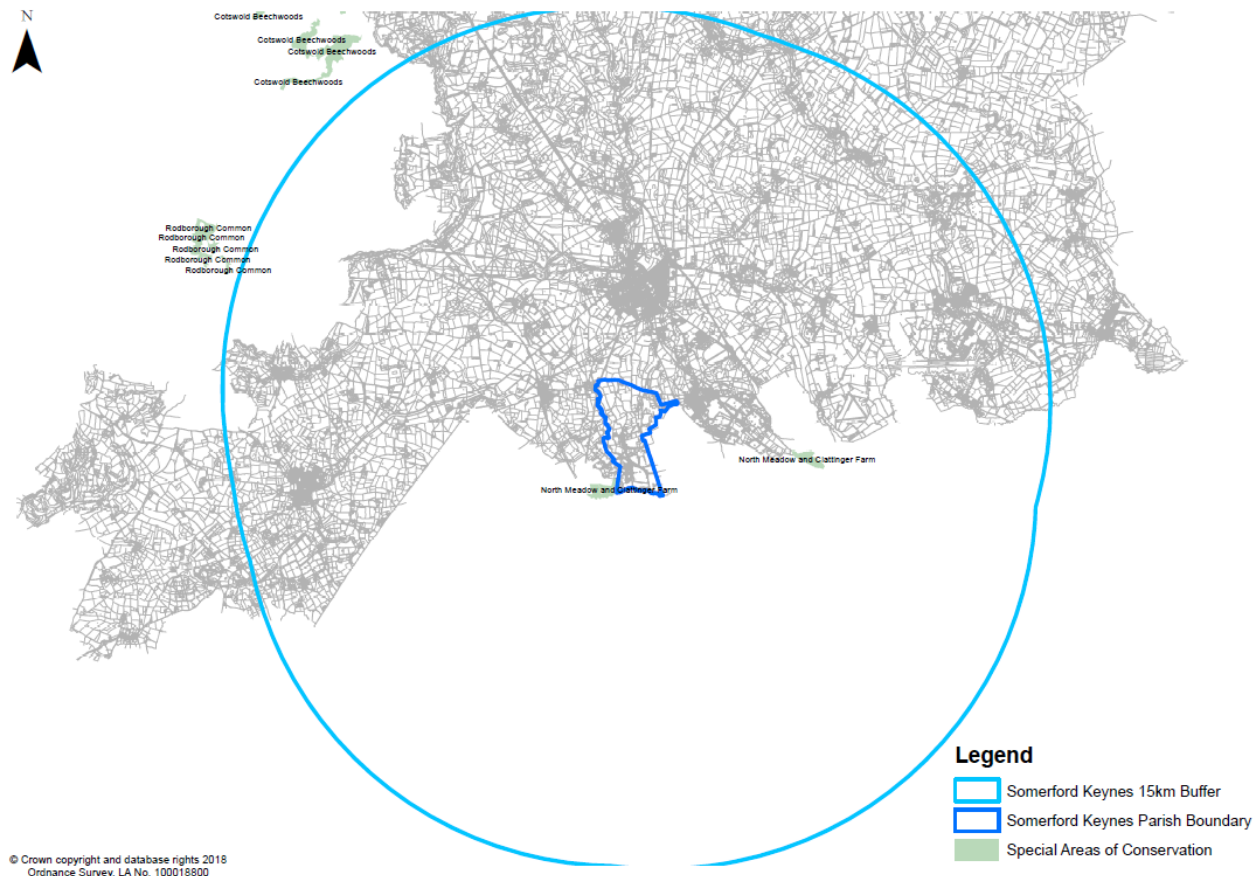 Cotswold Beechwoods
N
Cotswold Beechwoods
Cotswold Beechwoods
Cotswold Beechwoods
Rodborough Common
Rodborough Common
Rodborough Common
Rodborough Common
Rodborough Common
North Meadow and Clattinger Farm
North Meadow and Clattinger Farm
Legend
Somerford Keynes 15km Buffer
Somerford Keynes Parish Boundary
Special Areas of Conservation
© Crown copyright and database rights 2018
Ordnance Survey, LA No. 100018800